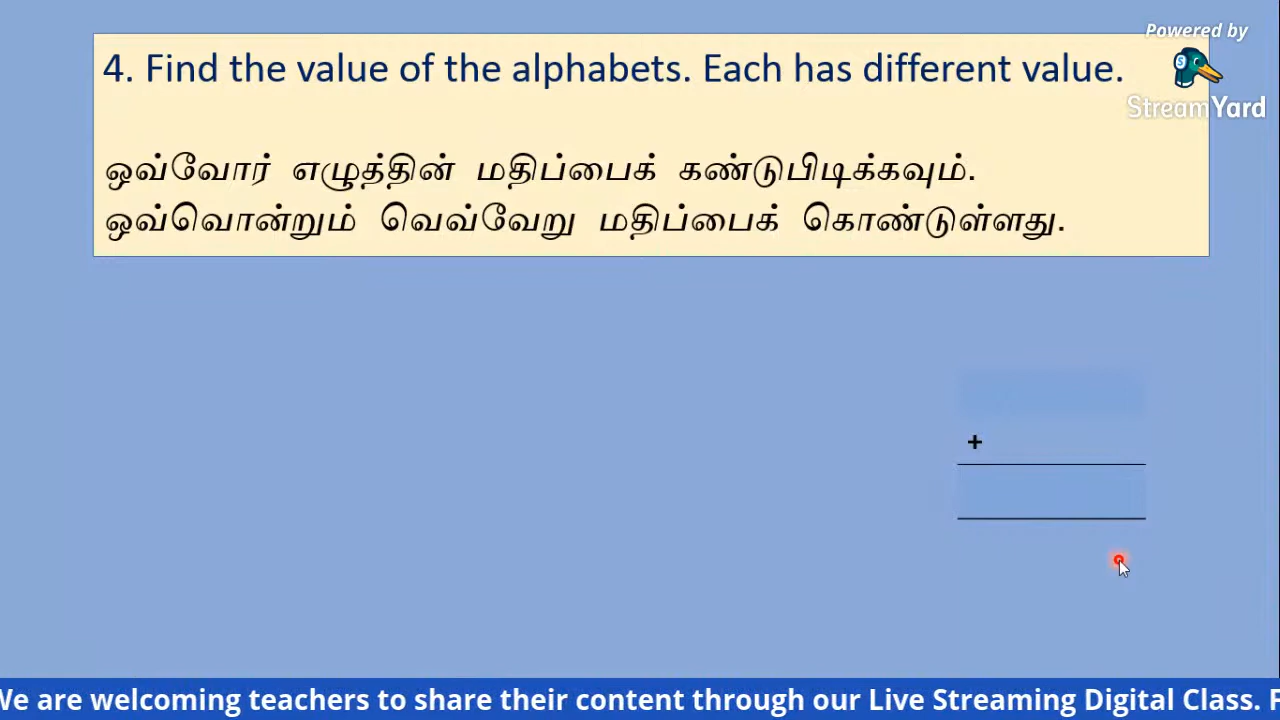 Powered by
StreamYard
4. Find the value of the alphabets. Each has different value.
ஒவ்வோர் எழுத்தின் மதிப்பைக் கண்டுபிடிக்கவும்.
ஒவ்வொன்றும் வெவ்வேறு மதிப்பைக் கொண்டுள்ளது.
+
We are welcoming teachers to share their content through our Live Streaming Digital Class. F